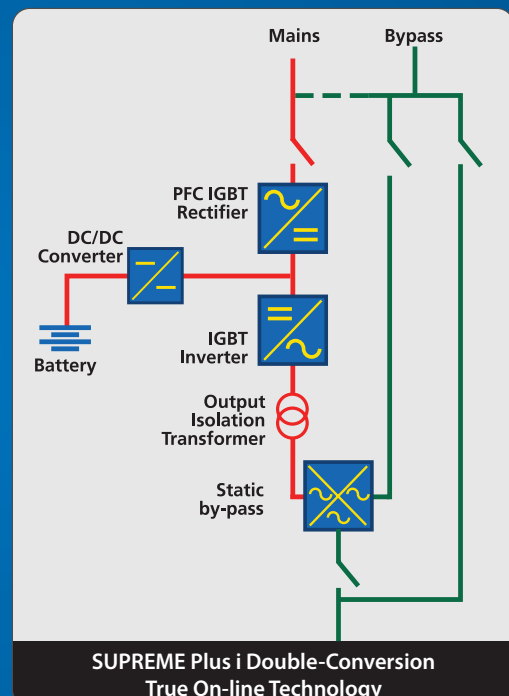 Mains
Bypass
PFC IGBT
Rectifier
DC/DC
Converter
Battery
IGBT
Inverter
Output
Isolation
Transformer
Static
by-pass
SUPREME Plus i Double-Conversion
True On-line Technology